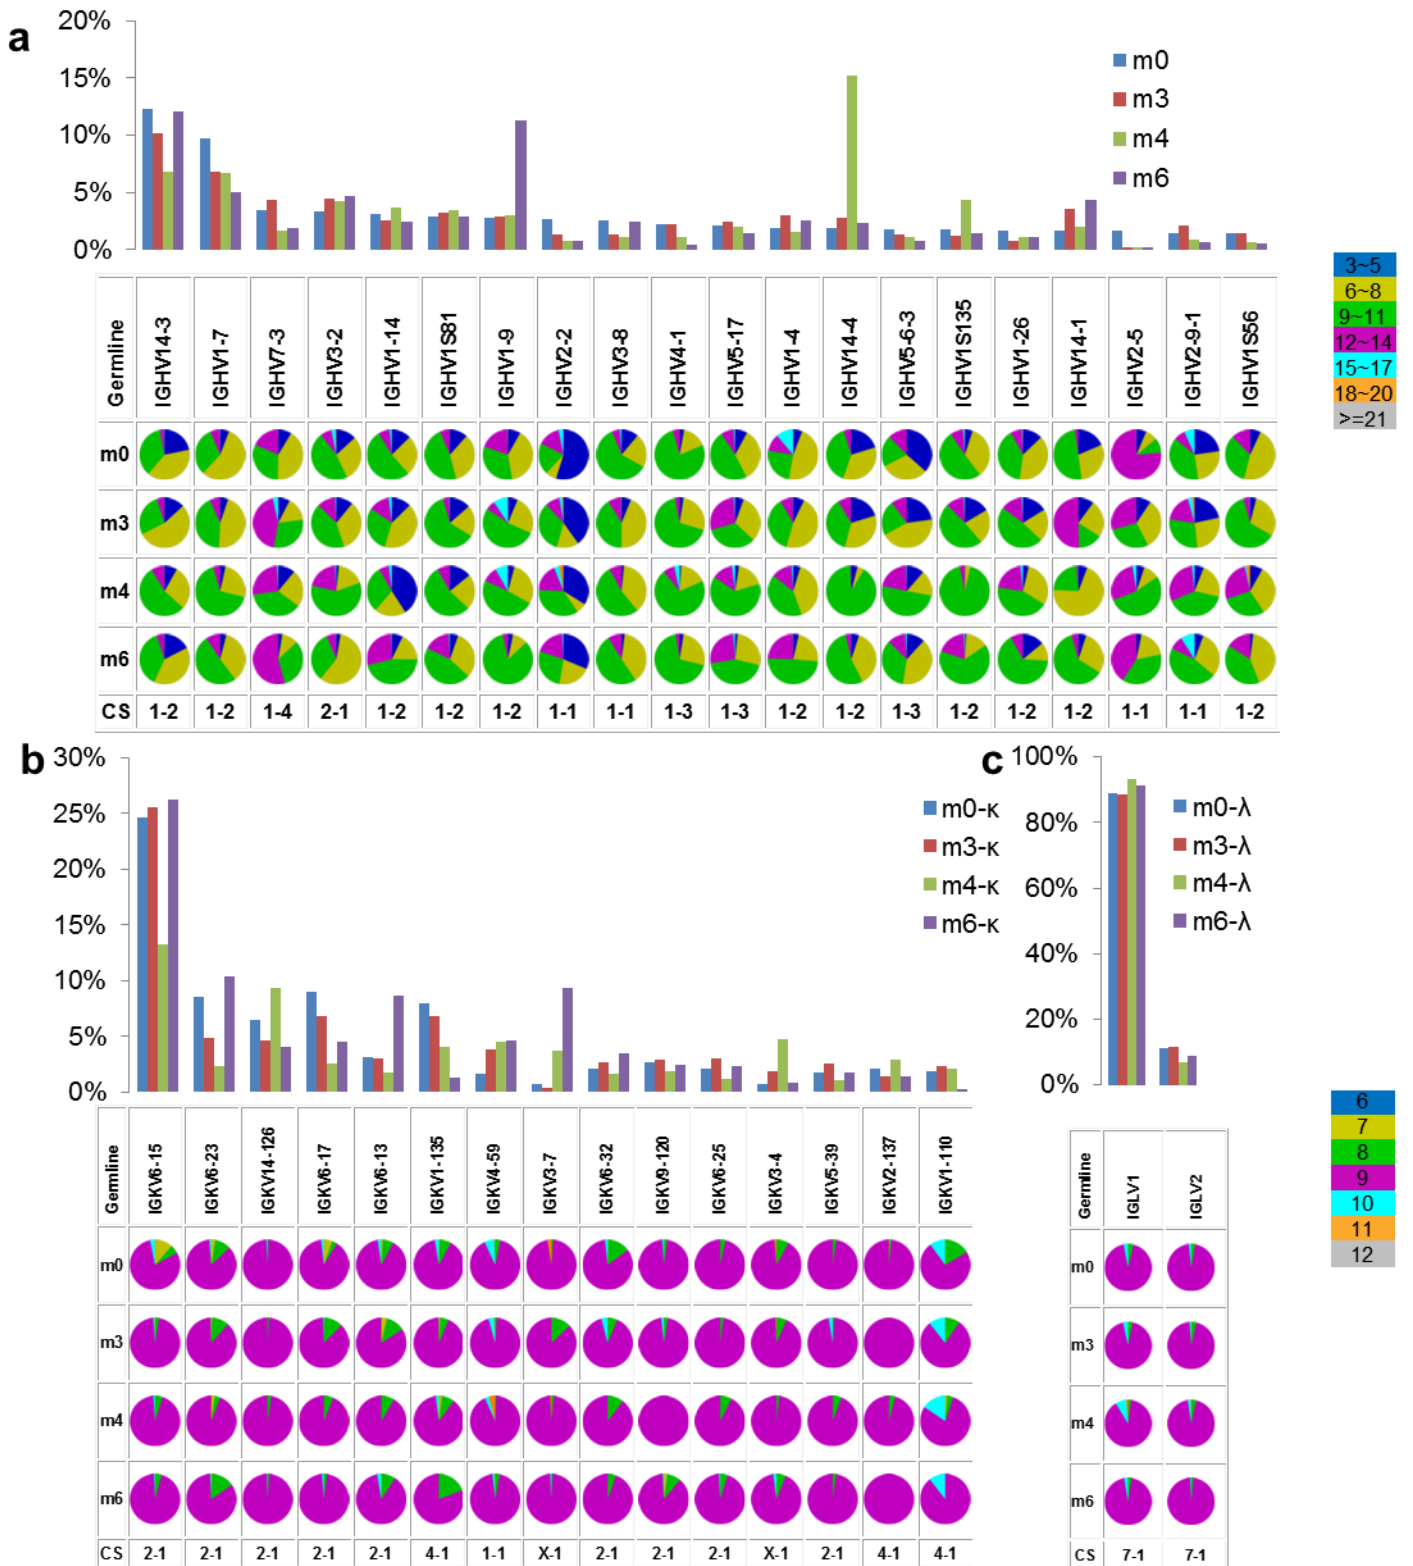 a
20%
15%
10%
5%
0%
m0
m3
m4
m6
3~5
6~8
9~11
12~14
15~17
18~20
>=21
Germline IGHV14-3 IGHV1-7 IGHV7-3 IGHV3-2 IGHV1-14 IGHV1S81 IGHV1-9 IGHV2-2 IGHV3-8 IGHV4-1 IGHV5-17 IGHV1-4 IGHV14-4 IGHV5-6-3 IGHV1S135 IGHV1-26 IGHV14-1 IGHV2-5 IGHV2-9-1 IGHV1S56
m0
m3
m4
m6
CS 1-2 1-2 1-4 2-1 1-2 1-2 1-2 1-1 1-1 1-3 1-3 1-2 1-2 1-3 1-2 1-2 1-2 1-1 1-1 1-2
b
30%
25%
20%
15%
10%
5%
0%
m0-κ
m3-κ
m4-κ
m6-κ
Germline IGKV6-15 IGKV6-23 IGKV14-126 IGKV6-17 IGKV6-13 IGKV1-135 IGKV4-59 IGKV3-7 IGKV6-32 IGKV9-120 IGKV6-25 IGKV3-4 IGKV5-39 IGKV2-137 IGKV1-110
m0
m3
m4
m6
CS 2-1 2-1 2-1 2-1 2-1 4-1 1-1 X-1 2-1 2-1 2-1 X-1 2-1 4-1 4-1
c
100%
80%
60%
40%
20%
0%
m0-λ
m3-λ
m4-λ
m6-λ
Germline IGLV1 IGLV2
m0
m3
m4
m6
CS 7-1 7-1
6
7
8
9
10
11
12